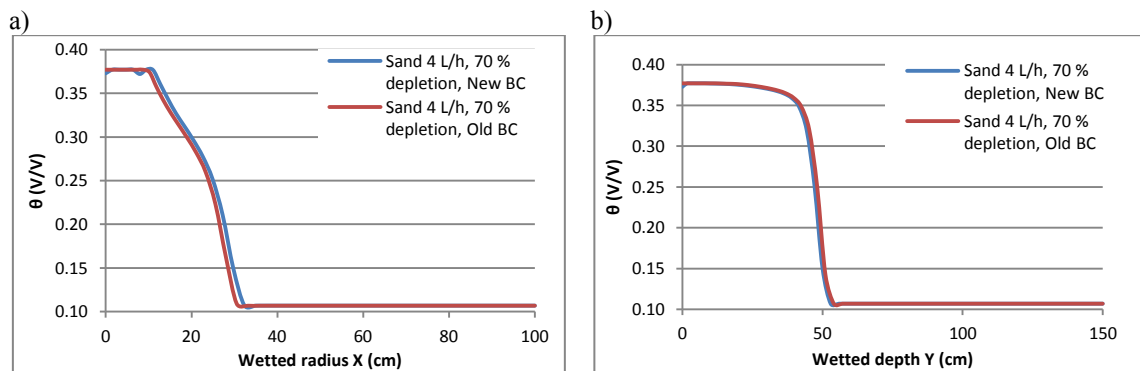 a)
0.40
0.35
0.30
0.25
0.20
0.15
0.10
θ (V/V)
0
20
40
60
80
100
Wetted radius X (cm)
Sand 4 L/h, 70 %
depletion, New BC
Sand 4 L/h, 70 %
depletion, Old BC
b)
0.40
0.35
0.30
0.25
0.20
0.15
0.10
θ (V/V)
0
50
100
150
Wetted depth Y (cm)
Sand 4 L/h, 70 %
depletion, New BC
Sand 4 L/h, 70 %
depletion, Old BC